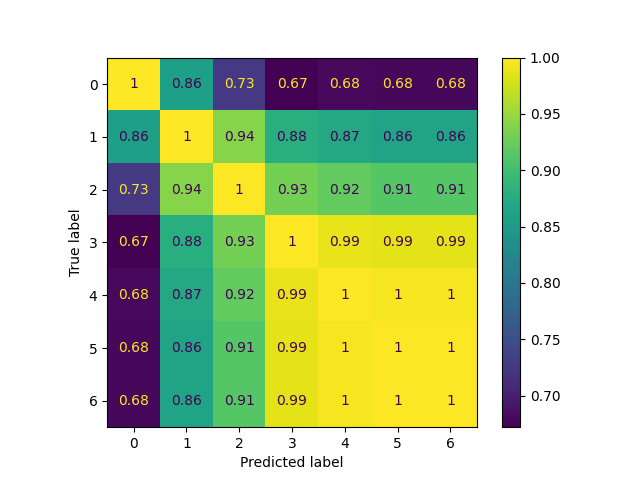 0 1 0.86 0.73 0.67 0.68 0.68 0.68
1 0.86 1 0.94 0.88 0.87 0.86 0.86
2 0.73 0.94 1 0.93 0.92 0.91 0.91
3 0.67 0.88 0.93 1 0.99 0.99 0.99
4 0.68 0.87 0.92 0.99 1 1 1
5 0.68 0.86 0.91 0.99 1 1 1
6 0.68 0.86 0.91 0.99 1 1 1
0 1 2 3 4 5 6
Predicted label
True label
1.00
0.95
0.90
0.85
0.80
0.75
0.70